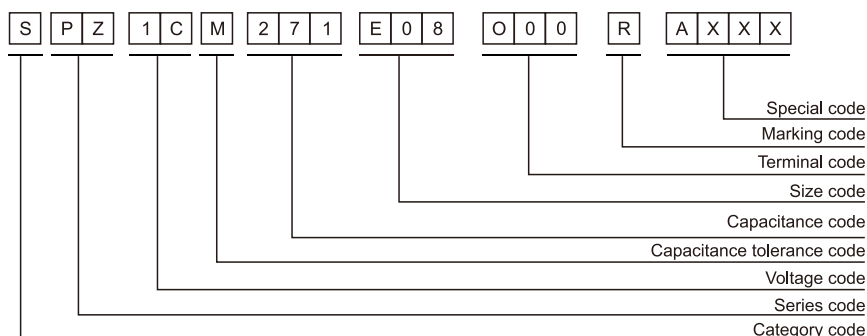 S P Z 1 C M 2 7 1 E 0 8 O 0 0 R A X X X
Special code
Marking code
Terminal code
Size code
Capacitance code
Capacitance tolerance code
Voltage code
Series code
Category code